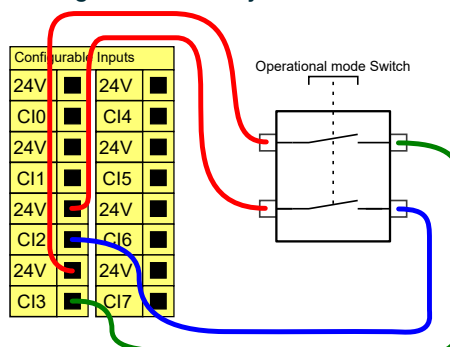 Configurable Inputs
Operational mode Switch
24V 24V
CI0 CI4
24V 24V
CI1 CI5
24V 24V
CI2 CI6
24V 24V
CI3 CI7